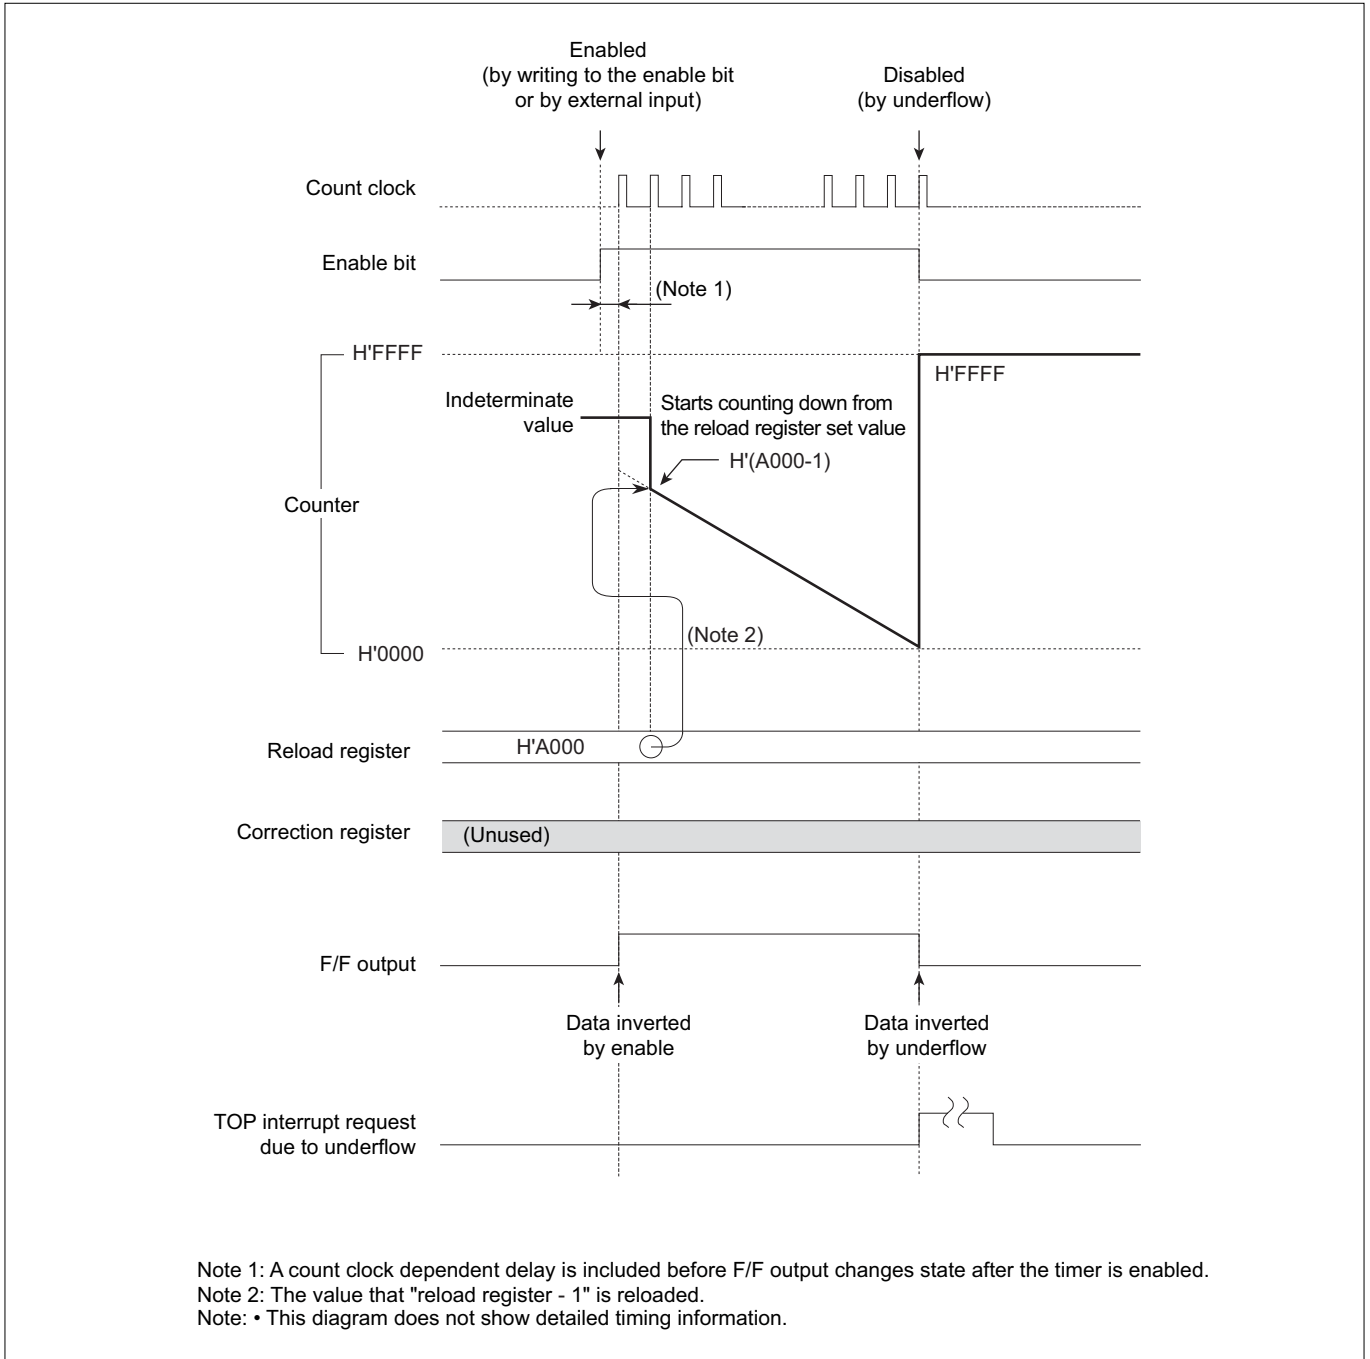 Enabled
(by writing to the enable bit
or by external input)
Disabled
(by underflow)
Count clock
Enable bit
(Note 1)
H'FFFF
H'FFFF
Indeterminate
value
Starts counting down from
the reload register set value
H'(A000-1)
Counter
(Note 2)
H'0000
Reload register
H'A000
Correction register
(Unused)
F/F output
Data inverted
by enable
Data inverted
by underflow
TOP interrupt request
due to underflow
Note 1: A count clock dependent delay is included before F/F output changes state after the timer is enabled.
Note 2: The value that "reload register - 1" is reloaded.
Note: • This diagram does not show detailed timing information.